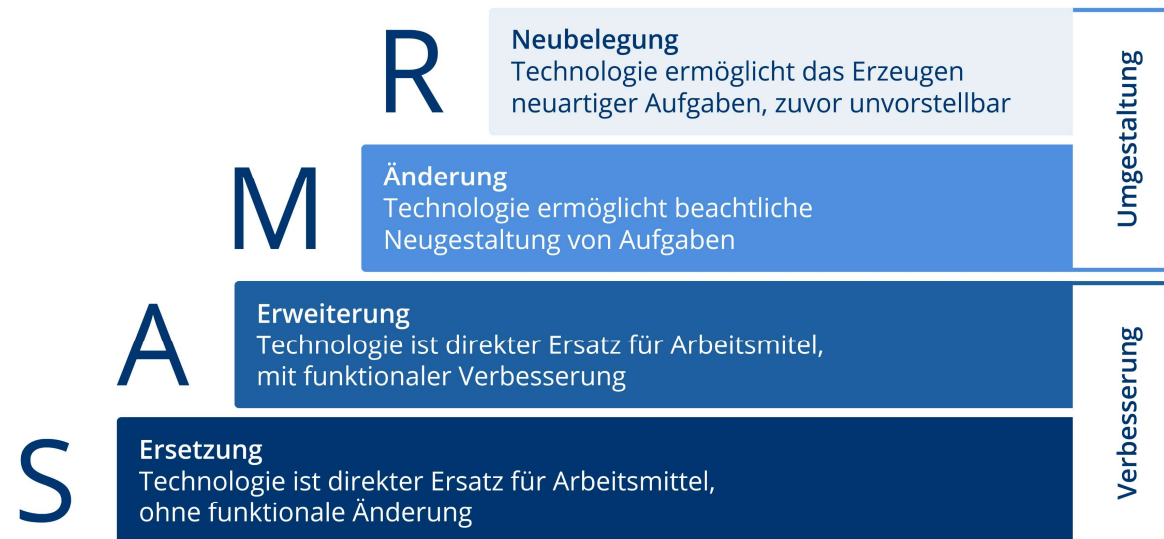 R
Neubelegung
Technologie ermöglicht das Erzeugen
neuartiger Aufgaben, zuvor unvorstellbar
M
Änderung
Technologie ermöglicht beachtliche
Neugestaltung von Aufgaben
Umgestaltung
A
Erweiterung
Technologie ist direkter Ersatz für Arbeitsmitel,
mit funktionaler Verbesserung
S
Ersetzung
Technologie ist direkter Ersatz für Arbeitsmittel,
ohne funktionale Änderung
Verbesserung